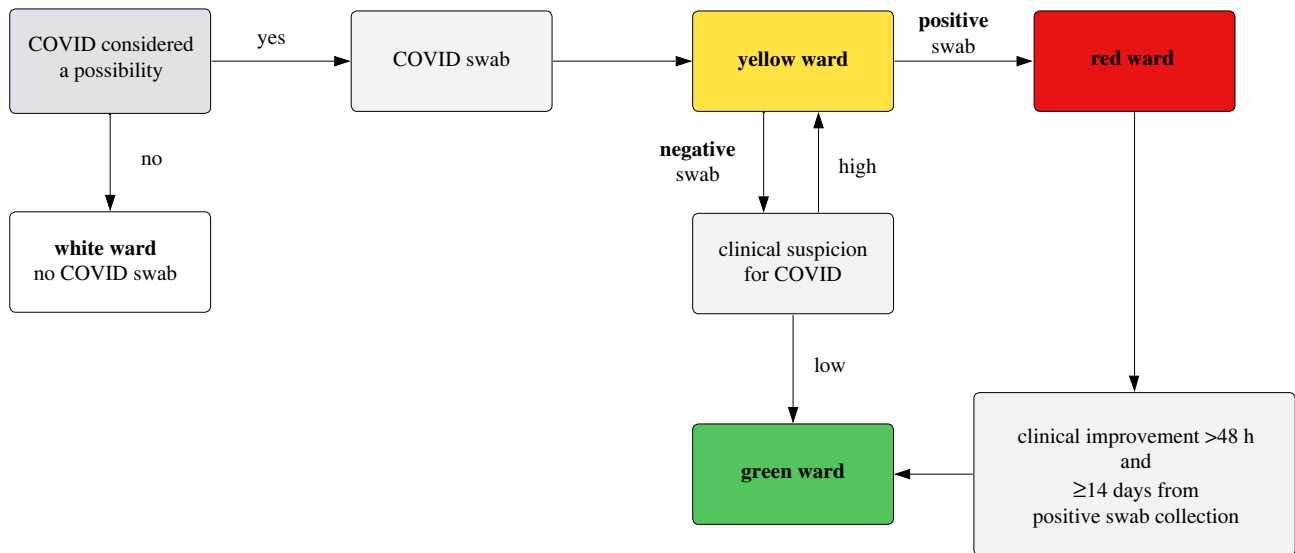 COVID considered
a possibility
yes
COVID swab
yellow ward
positive
swab
red ward
no
negative
swab
high
white ward
no COVID swab
clinical suspicion
for COVID
low
green ward
clinical improvement >48 h
and
≥14 days from
positive swab collection